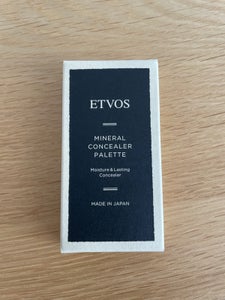 ETVOS
MINERAL
CONCEALER
PALETTE
Moisture & Lasting
Concealer
MADE IN JAPAN